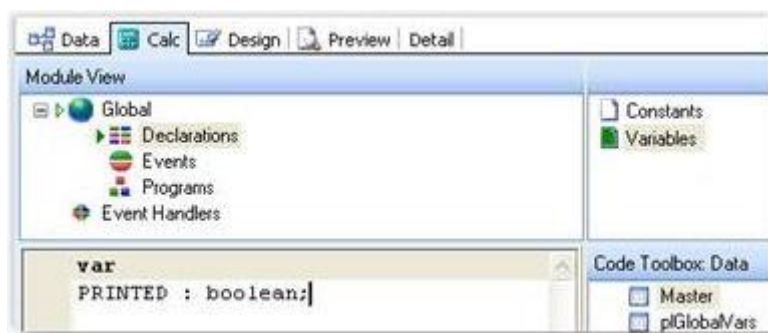 Data Calc Design Preview Detail
Module View
Global
Declarations
Events
Programs
Event Handlers
Constants
Variables
var
PRINTED : boolean;
Code Toolbox: Data
Master
plGlobalVars